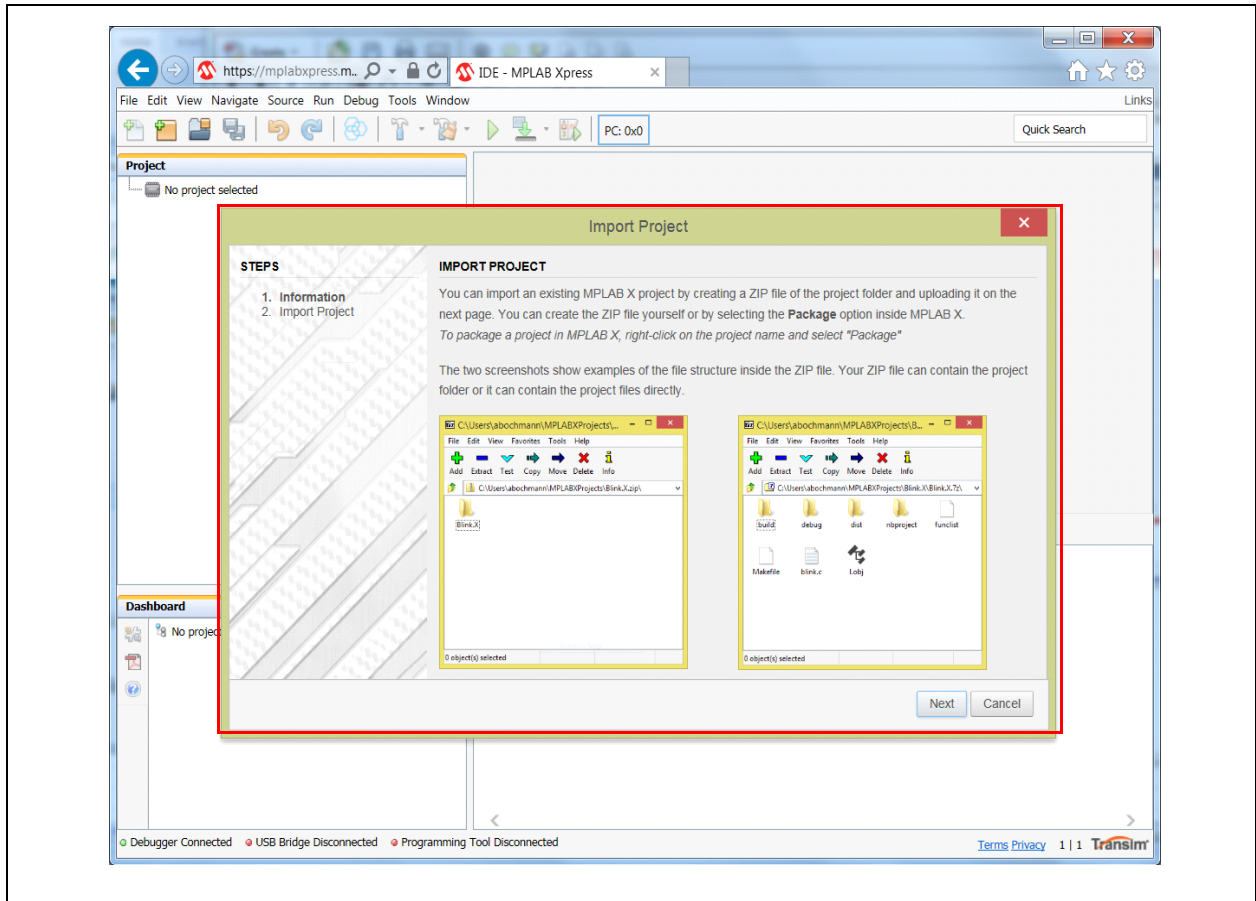 https://mplabxpress.m..
IDE - MPLAB Xpress
File Edit View Navigate Source Run Debug Tools Window
Links
PC: 0x0
Quick Search
Project
No project selected
Import Project
STEPS
1. Information
2. Import Project
IMPORT PROJECT
You can import an existing MPLAB X project by creating a ZIP file of the project folder and uploading it on the
next page. You can create the ZIP file yourself or by selecting the Package option inside MPLAB X.
To package a project in MPLAB X, right-click on the project name and select "Package"
The two screenshots show examples of the file structure inside the ZIP file. Your ZIP file can contain the project
folder or it can contain the project files directly.
C:\Users\abochmann\MPLABXProjects\...
File Edit View Favorites Tools Help
Add Extract Test Copy Move Delete Info
C:\Users\abochmann\MPLABXProjects\Blink.X.zip\
Blink.X
0 object(s) selected
C:\Users\abochmann\MPLABXProjects\B...
File Edit View Favorites Tools Help
Add Extract Test Copy Move Delete Info
C:\Users\abochmann\MPLABXProjects\Blink.X\Blink.X.7z\
build debug dist nbproject funclist
Makefile blink.c l.obj
0 object(s) selected
Next
Cancel
Dashboard
No projec
Debugger Connected USB Bridge Disconnected Programming Tool Disconnected
Terms Privacy 1 | 1 Transim